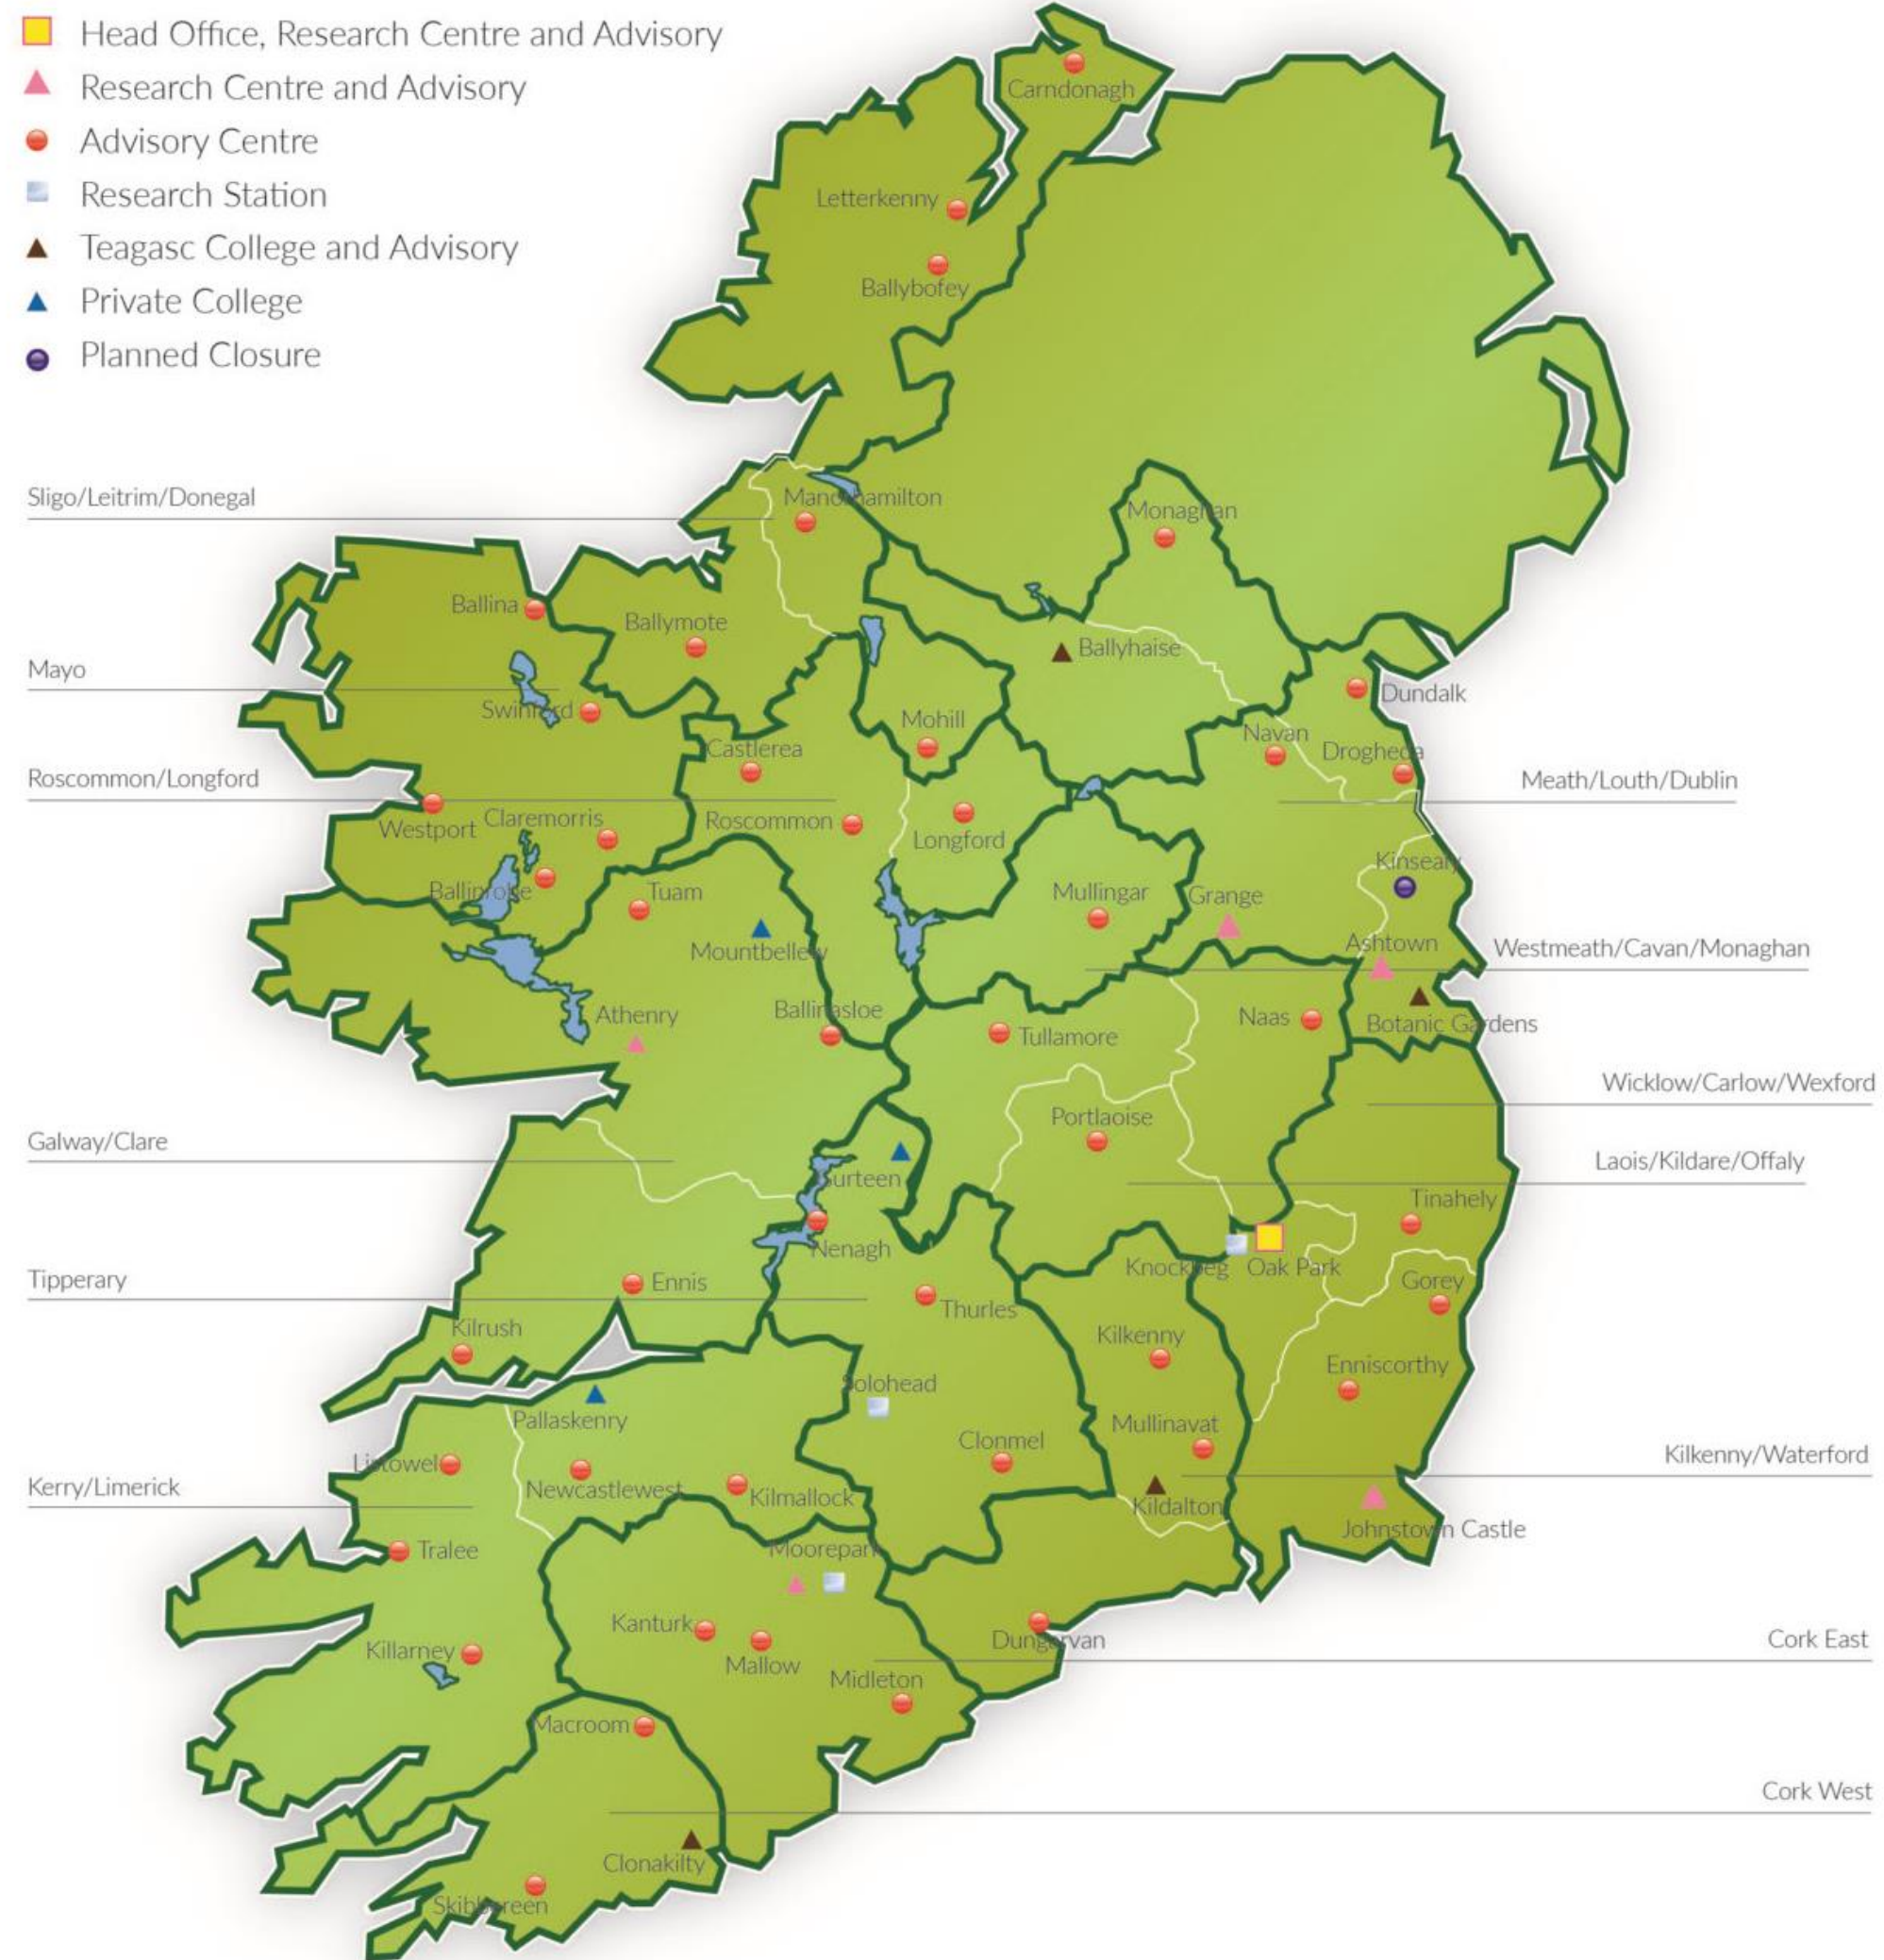 Head Office, Research Centre and Advisory
Research Centre and Advisory
Advisory Centre
Research Station
Teagasc College and Advisory
Private College
Planned Closure
Carndonagh
Letterkenny
Ballybofey
Sligo/Leitrim/Donegal
Manorhamilton
Monaghan
Ballina
Ballymote
Ballyhaise
Mayo
Dundalk
Swinford
Mohill
Navan
Castlerea
Drogheda
Roscommon/Longford
Meath/Louth/Dublin
Westport
Claremorris
Roscommon
Longford
Kinsealy
Ballinrobe
Tuam
Mullingar
Grange
Mountbellew
Ashtown
Westmeath/Cavan/Monaghan
Athenry
Ballinasloe
Naas
Botanic Gardens
Tullamore
Wicklow/Carlow/Wexford
Portlaoise
Galway/Clare
Laois/Kildare/Offaly
Gurteen
Tinahely
Nenagh
Knockbeg
Oak Park
Tipperary
Ennis
Gorey
Thurles
Kilrush
Kilkenny
Enniscorthy
Solohead
Pallaskenny
Mullinavat
Clonmel
Kilkenny/Waterford
Listowel
Kerry/Limerick
Newcastlewest
Kilmallock
Kildalton
Johnstown Castle
Tralee
Moorepark
Kanturk
Dungarvan
Cork East
Killarney
Mallow
Midleton
Macroom
Cork West
Clonakilty
Skibbereen